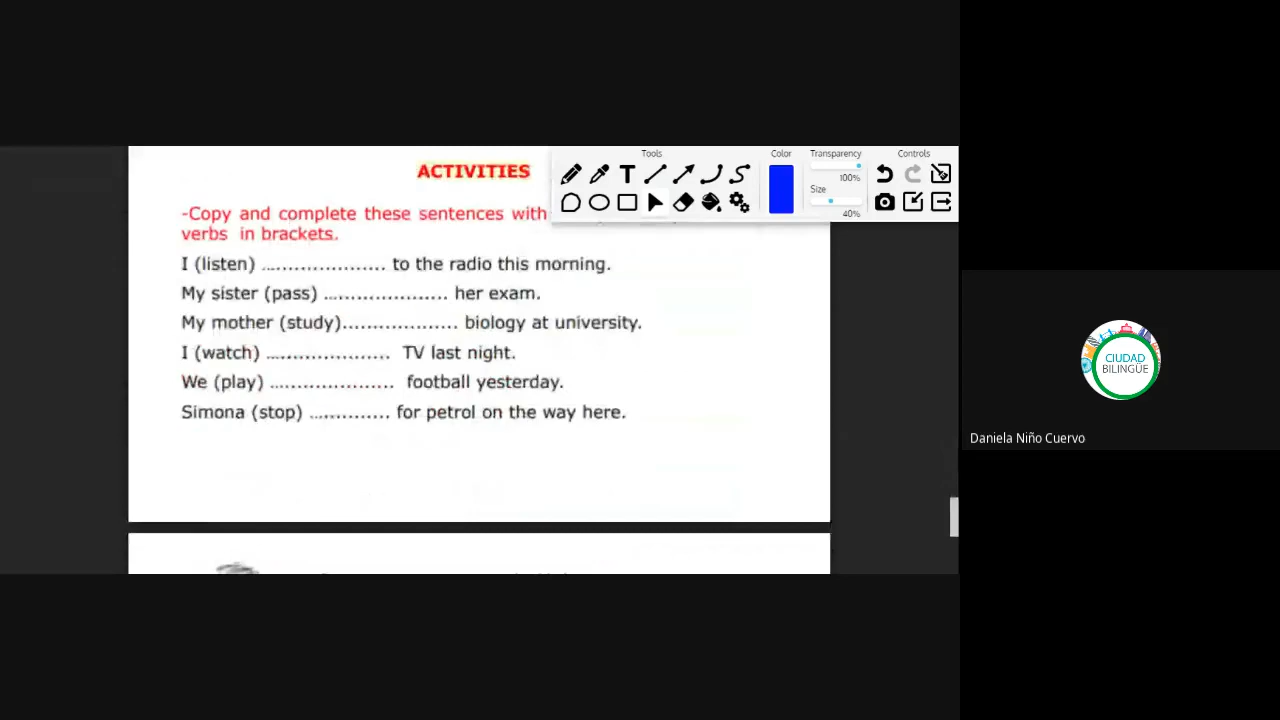 Tools
Color
Transparency
Controls
100%
Size
40%
ACTIVITIES
-Copy and complete these sentences with
verbs in brackets.
I (listen) ................... to the radio this morning.
My sister (pass) ................... her exam.
My mother (study)................... biology at university.
I (watch) ................... TV last night.
We (play) ................... football yesterday.
Simona (stop) ............ for petrol on the way here.
CIUDAD
BILINGÜE
Daniela Niño Cuervo